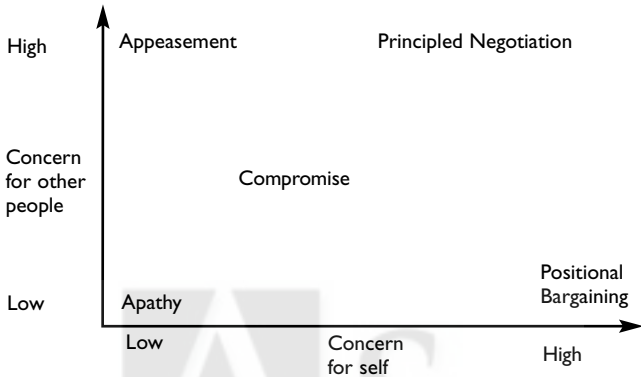 High
Appeasement
Principled Negotiation
Concern
for other
people
Compromise
Positional
Bargaining
Low
Apathy
Low
Concern
for self
High